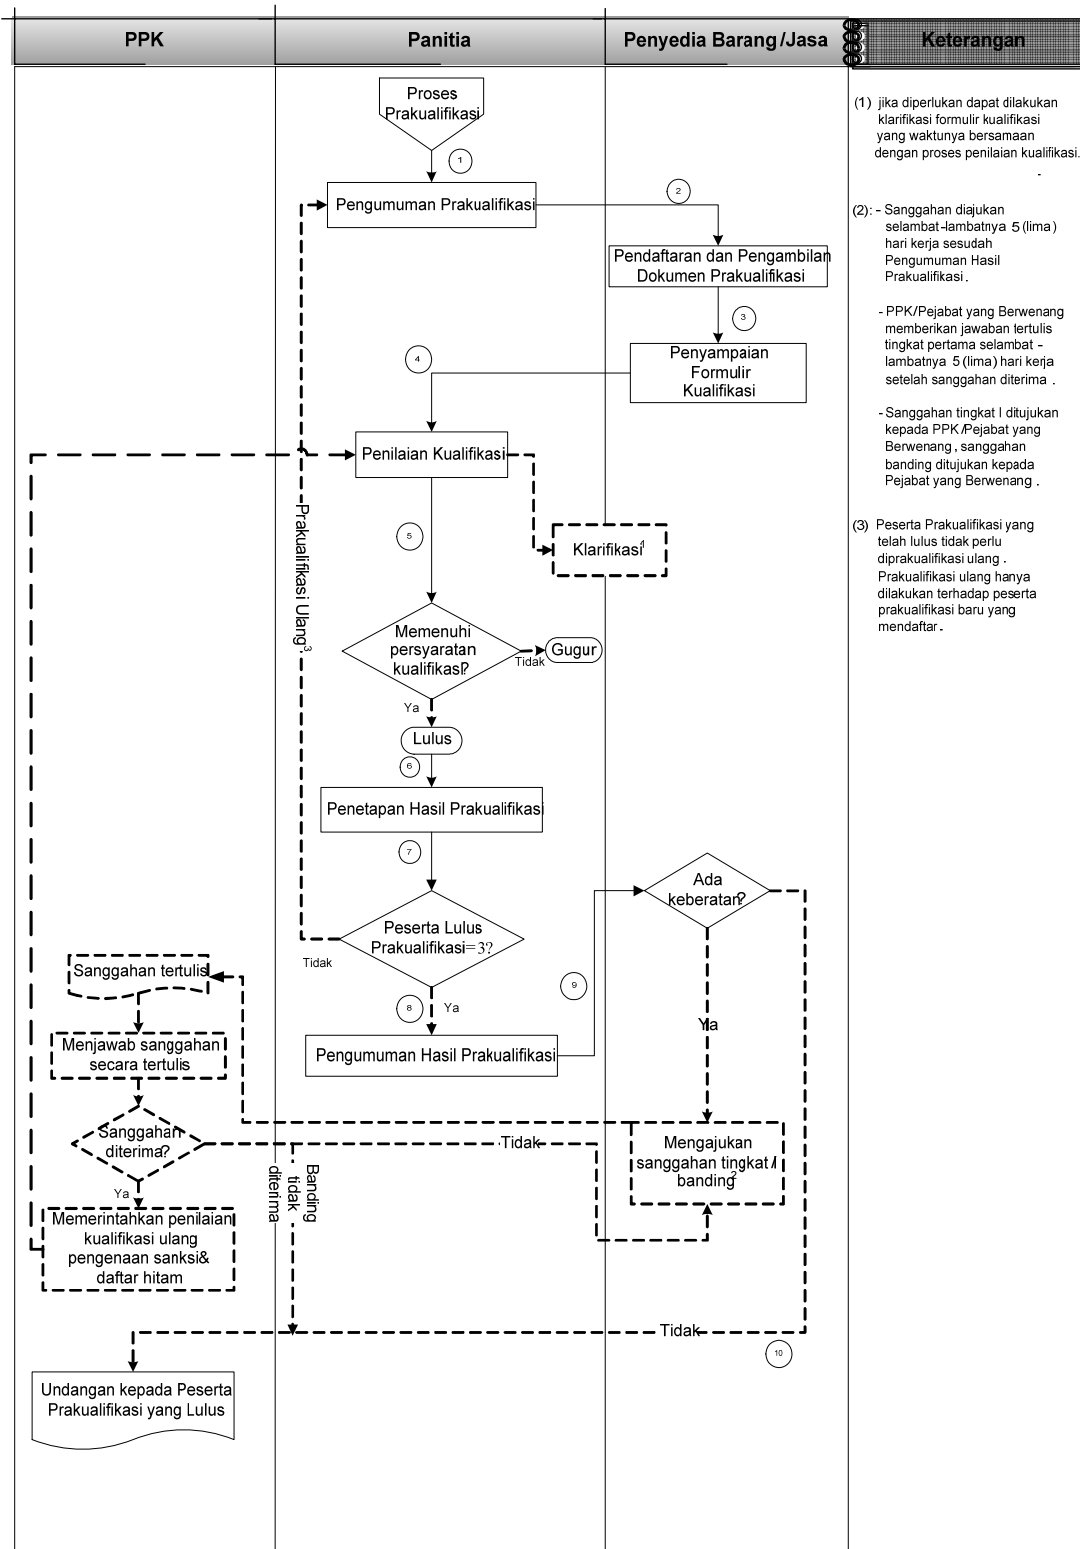 PPK
Panitia
Penyedia Barang/Jasa
Keterangan
Proses
Prakualifikasi
1
Pengumuman Prakualifikasi
2
Pendaftaran dan Pengambilan
Dokumen Prakualifikasi
3
Penyampaian
Formulir
Kualifikasi
4
Penilaian Kualifikasi
5
Klarifikasi1
Prakualifikasi Ulang3
Memenuhi
persyaratan
kualifikasi?
Tidak
Gugur
Ya
Lulus
6
Penetapan Hasil Prakualifikasi
7
Peserta Lulus
Prakualifikasi=3?
Tidak
8
Ya
Pengumuman Hasil Prakualifikasi
9
Ada
keberatan?
Ya
Sanggahan tertulis
Menjawab sanggahan
secara tertulis
Sanggahan
diterima?
Ya
Tidak
Banding
tidak
diterima
Mengajukan
sanggahan tingkat I/
banding2
Memerintahkan penilaian
kualifikasi ulang
pengenaan sanksi&
daftar hitam
Tidak
10
Undangan kepada Peserta
Prakualifikasi yang Lulus
(1) jika diperlukan dapat dilakukan
klarifikasi formulir kualifikasi
yang waktunya bersamaan
dengan proses penilaian kualifikasi.
-
(2): - Sanggahan diajukan
selambat-lambatnya 5 (lima)
hari kerja sesudah
Pengumuman Hasil
Prakualifikasi.
- PPK/Pejabat yang Berwenang
memberikan jawaban tertulis
tingkat pertama selambat -
lambatnya 5 (lima) hari kerja
setelah sanggahan diterima .
- Sanggahan tingkat I ditujukan
kepada PPK/Pejabat yang
Berwenang, sanggahan
banding ditujukan kepada
Pejabat yang Berwenang .
(3) Peserta Prakualifikasi yang
telah lulus tidak perlu
diprakualifikasi ulang .
Prakualifikasi ulang hanya
dilakukan terhadap peserta
prakualifikasi baru yang
mendaftar.